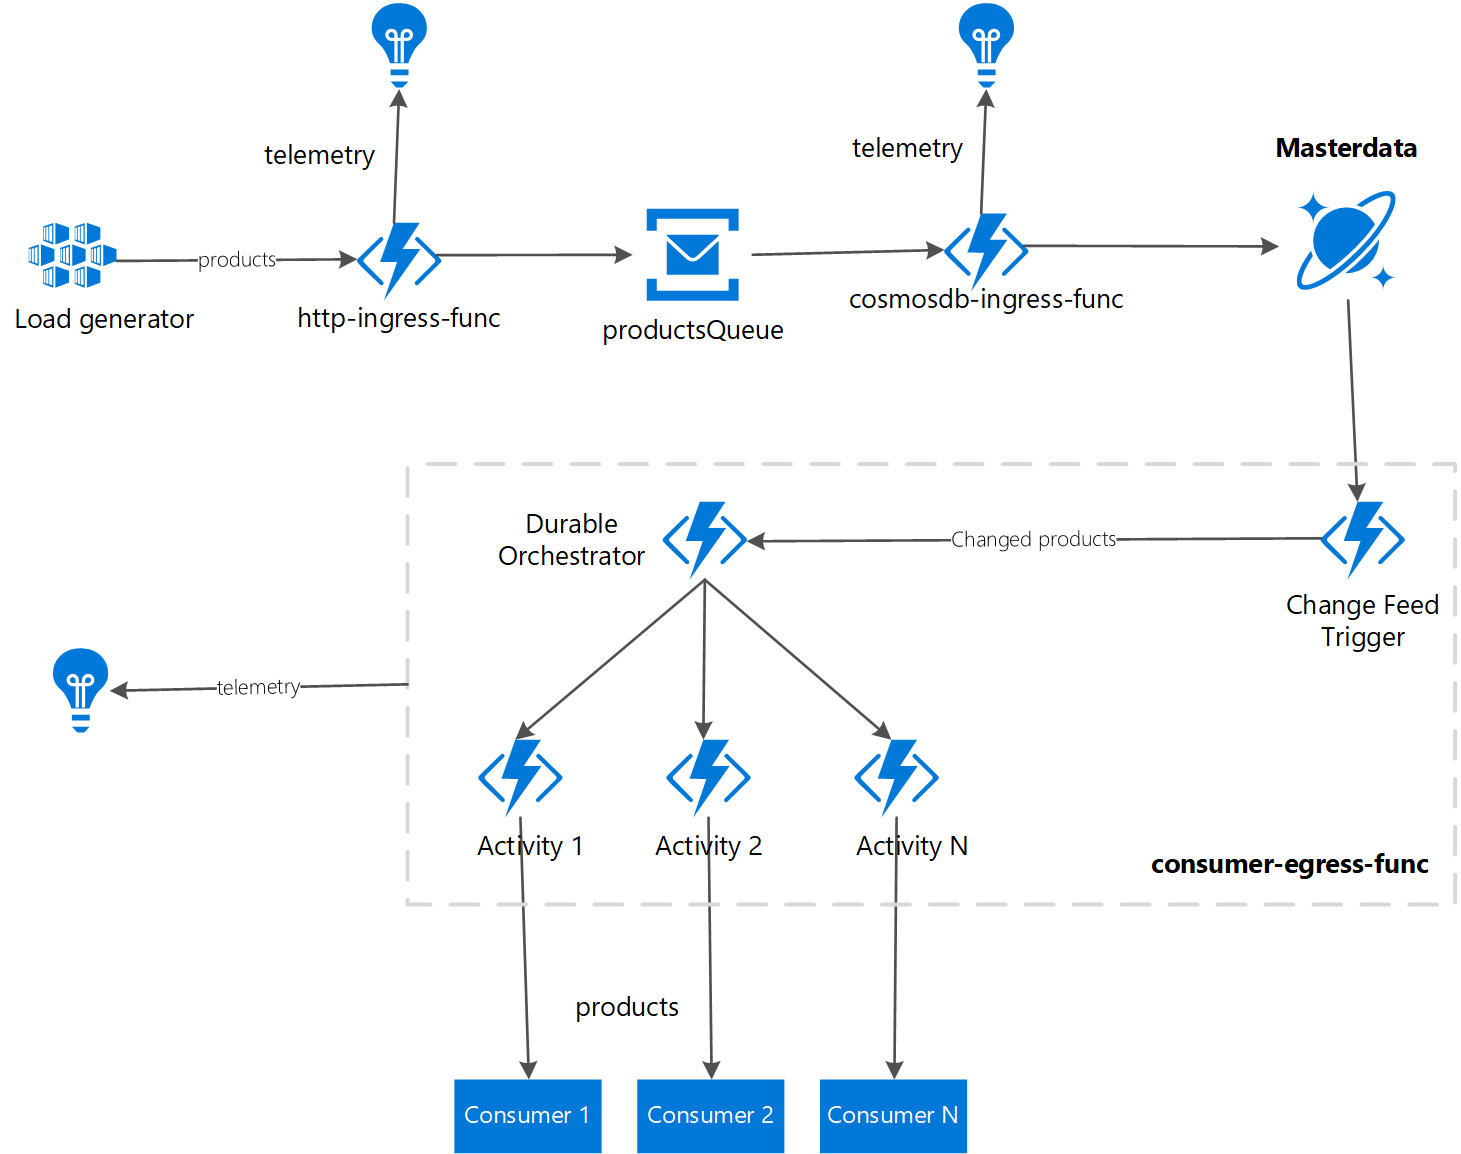 telemetry
telemetry
Masterdata
products
Load generator
http-ingress-func
productsQueue
cosmosdb-ingress-func
Durable
Orchestrator
Changed products
Change Feed
Trigger
telemetry
Activity 1
Activity 2
Activity N
consumer-egress-func
products
Consumer 1
Consumer 2
Consumer N